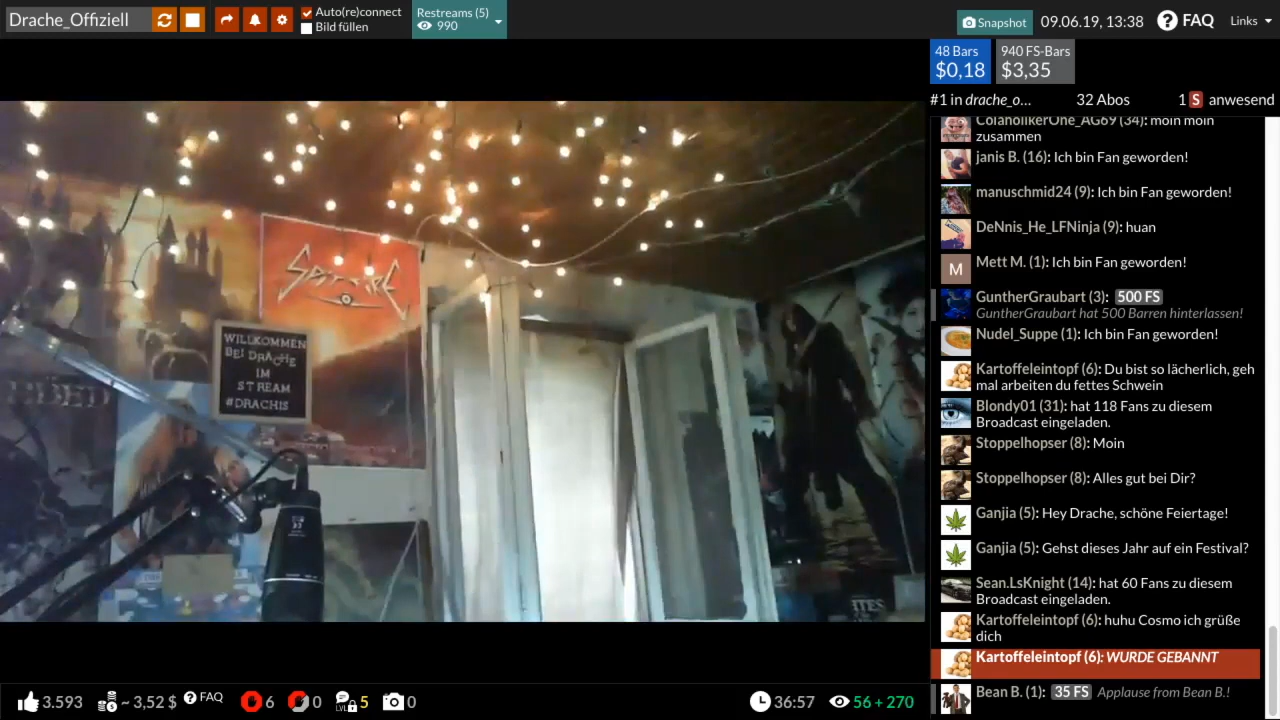 Drache_Offiziell
Auto(re)connect
Bild füllen
Restreams (5)
990
Snapshot
09.06.19, 13:38
FAQ
Links
48 Bars
$0,18
940 FS-Bars
$3,35
#1 in drache_o...
32 Abos
1 S anwesend
ColaholikerOne_AG69 (34): moin moin
zusammen
janis B. (16): Ich bin Fan geworden!
manuschmid24 (9): Ich bin Fan geworden!
DeNnis_He_LFNinja (9): huan
M
Mett M. (1): Ich bin Fan geworden!
GuntherGraubart (3): 500 FS
GuntherGraubart hat 500 Barren hinterlassen!
Nudel_Suppe (1): Ich bin Fan geworden!
Kartoffeleintopf (6): Du bist so lächerlich, geh
mal arbeiten du fettes Schwein
Blondy01 (31): hat 118 Fans zu diesem
Broadcast eingeladen.
Stoppelhopser (8): Moin
Stoppelhopser (8): Alles gut bei Dir?
Ganjia (5): Hey Drache, schöne Feiertage!
Ganjia (5): Gehst dieses Jahr auf ein Festival?
Sean.LsKnight (14): hat 60 Fans zu diesem
Broadcast eingeladen.
Kartoffeleintopf (6): huhu Cosmo ich grüße
dich
Kartoffeleintopf (6): WURDE GEBANNT
Bean B. (1): 35 FS Applause from Bean B.!
SpitfirE
WILLKOMMEN
BEI DRACHE
IM
STREAM
#DRACHIS
3.593
~ 3,52 $
FAQ
6
0
LVL
5
0
36:57
56 + 270